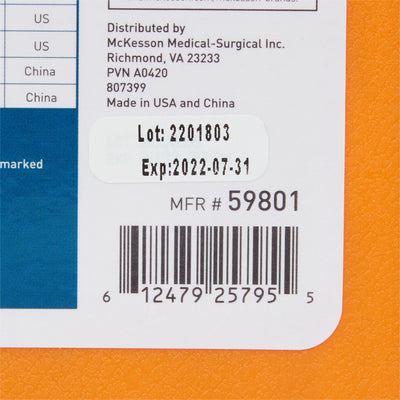 US
US
China
China
marked
Distributed by
McKesson Medical-Surgical Inc.
Richmond, VA 23233
PVN A0420
807399
Made in USA and China
Lot: 2201803
Exp:2022-07-31
MFR # 59801
6 12479 25795 5